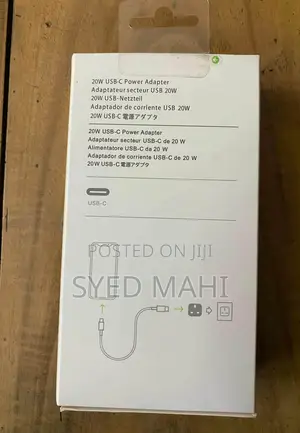 20W USB-C Power Adapter
Adaptateur secteur USB 20W
20W USB-Netzteil
Adaptador de corriente USB 20W
20W USB-C 電源アダプタ
20W USB-C Power Adapter
Adaptateur secteur USB-C de 20 W
Alimentatore USB-C de 20 W
Adaptador de corriente USB-C de 20 W
20W USB-C 電源アダプタ
USB-C
POSTED ON JIJI
SYED MAHI